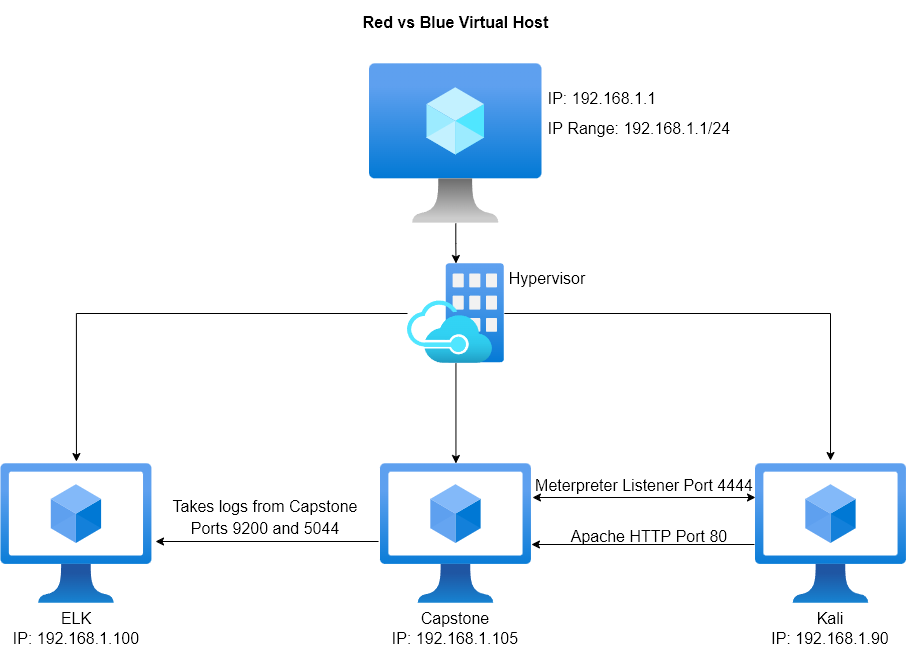 Red vs Blue Virtual Host
IP: 192.168.1.1
IP Range: 192.168.1.1/24
Hypervisor
Takes logs from Capstone
Ports 9200 and 5044
Meterpreter Listener Port 4444
Apache HTTP Port 80
ELK
IP: 192.168.1.100
Capstone
IP: 192.168.1.105
Kali
IP: 192.168.1.90